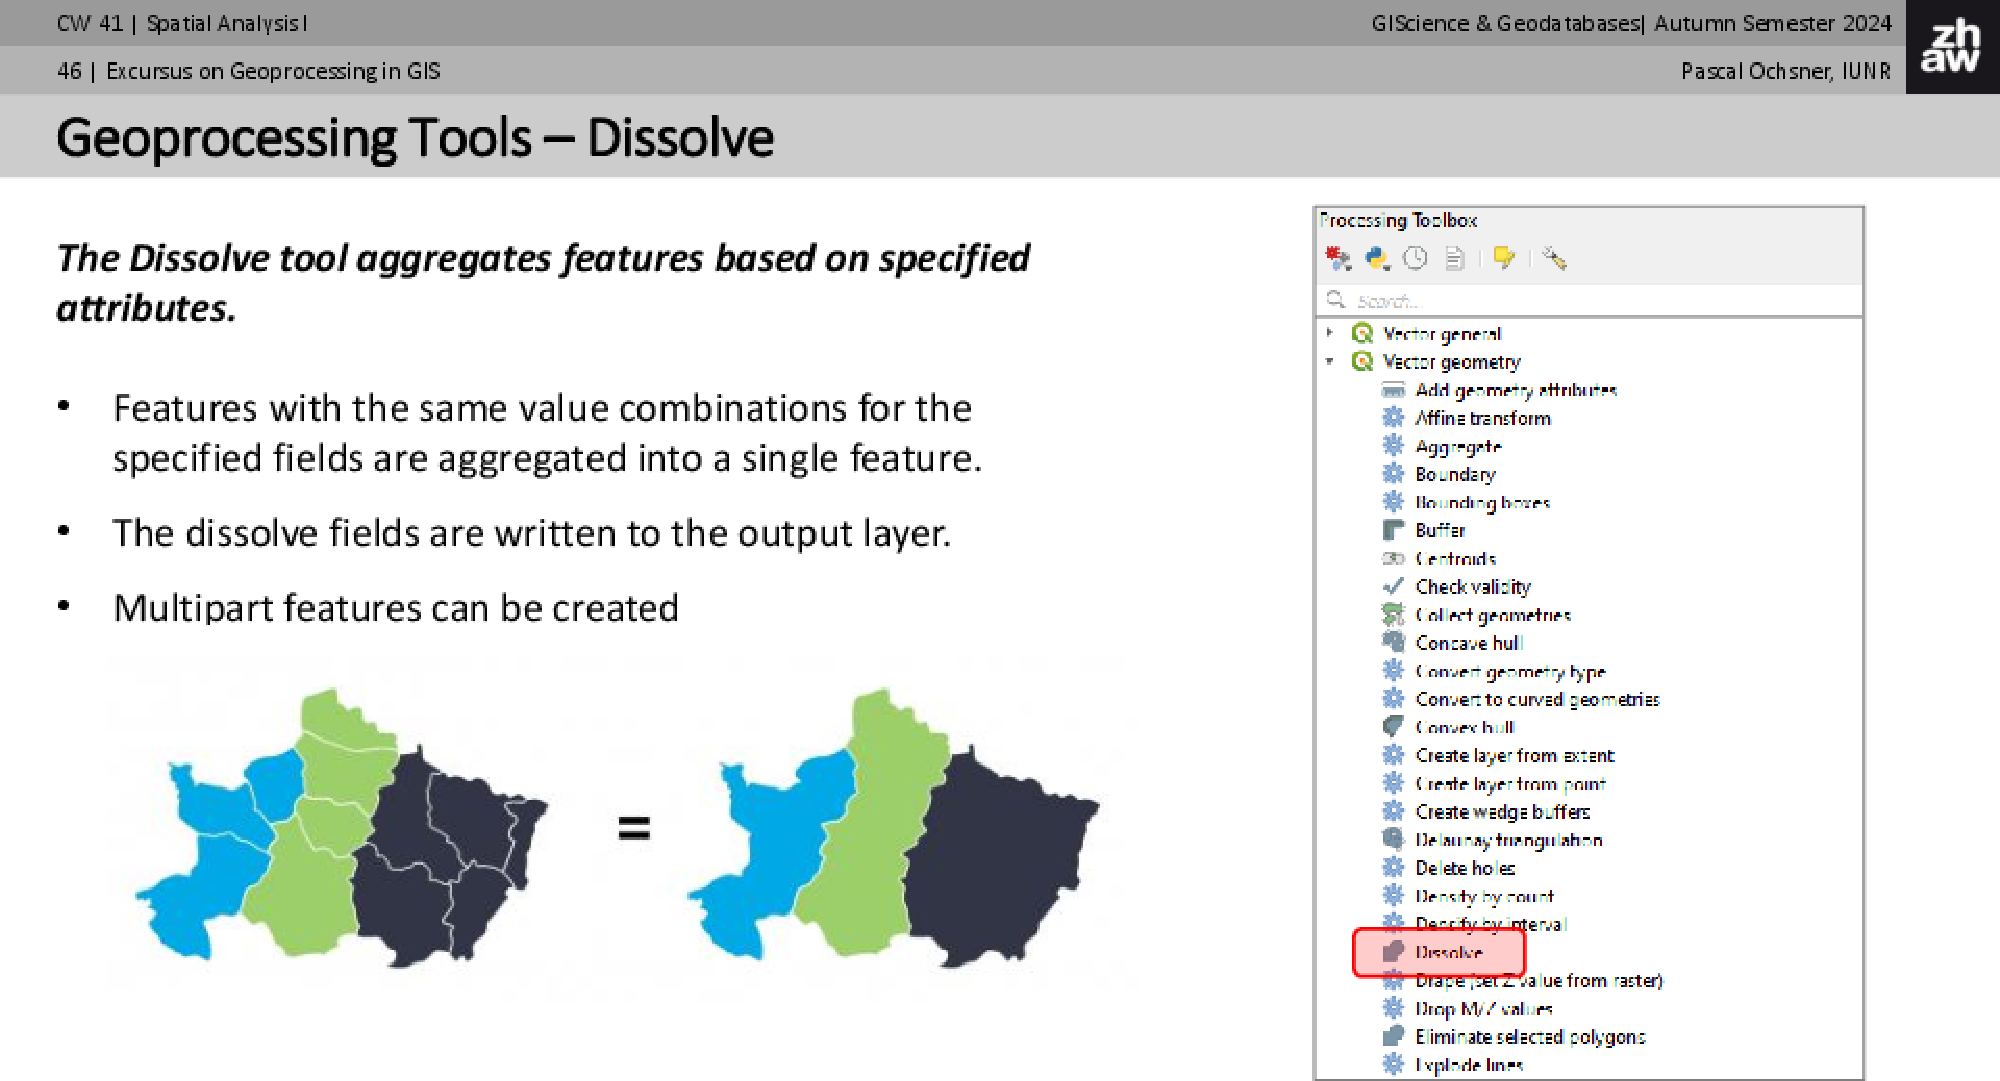 CW 41 | Spatial Analysis I
GIScience & Geodatabases| Autumn Semester 2024
46 | Excursus on Geoprocessing in GIS
Pascal Ochsner, IUNR
zh
aw
Geoprocessing Tools – Dissolve
The Dissolve tool aggregates features based on specified
attributes.
• Features with the same value combinations for the
specified fields are aggregated into a single feature.
• The dissolve fields are written to the output layer.
• Multipart features can be created
=
Processing Toolbox
Search...
Vector general
Vector geometry
Add geometry attributes
Affine transform
Aggregate
Boundary
Bounding boxes
Buffer
Centroids
Check validity
Collect geometries
Concave hull
Convert geometry type
Convert to curved geometries
Convex hull
Create layer from extent
Create layer from point
Create wedge buffers
Delaunay triangulation
Delete holes
Densify by count
Densify by interval
Dissolve
Drape (set Z value from raster)
Drop M/Z values
Eliminate selected polygons
Explode lines